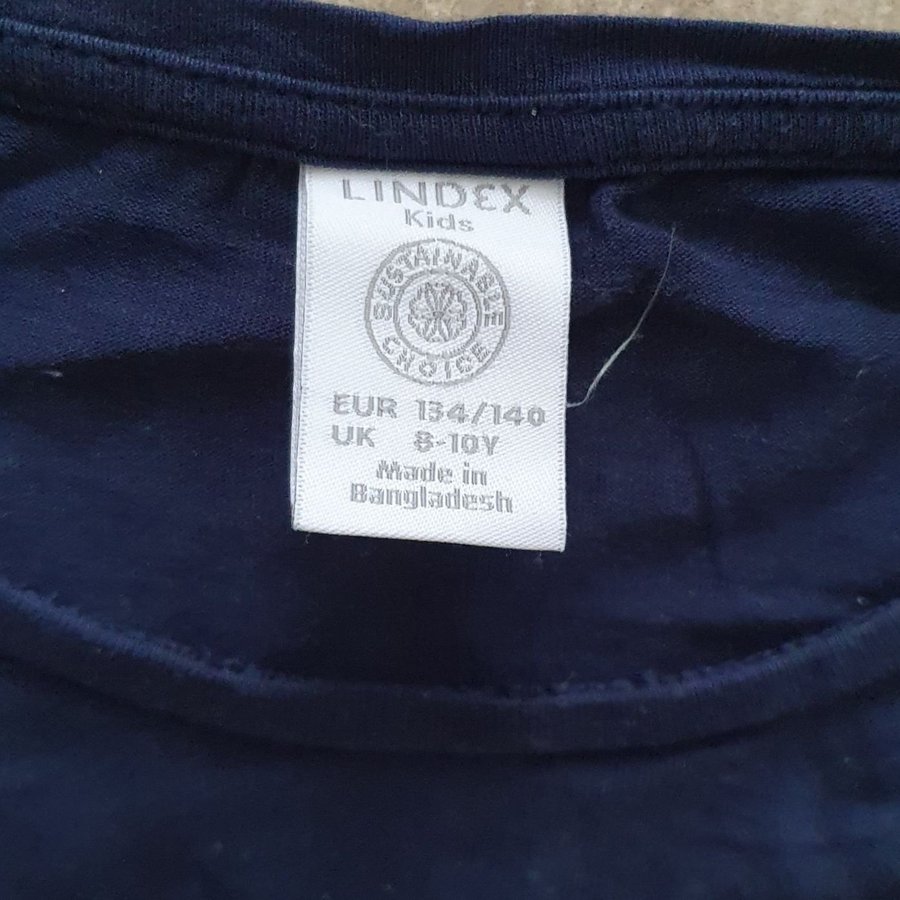 LINDEX
Kids
SUSTAINABLE
CHOICE
EUR 134/140
UK 8-10Y
Made in
Bangladesh